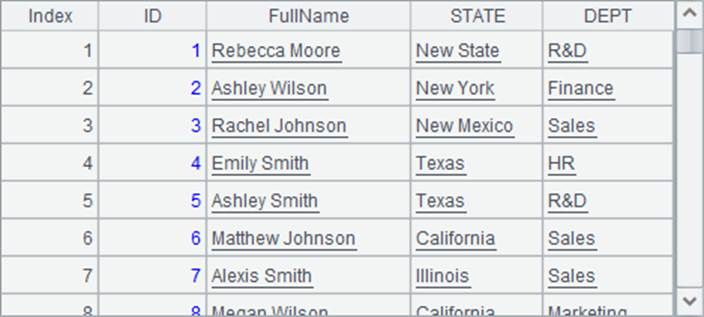 Index ID FullName STATE DEPT
1 1 Rebecca Moore New State R&D
2 2 Ashley Wilson New York Finance
3 3 Rachel Johnson New Mexico Sales
4 4 Emily Smith Texas HR
5 5 Ashley Smith Texas R&D
6 6 Matthew Johnson California Sales
7 7 Alexis Smith Illinois Sales
8 8 Megan Wilson California Marketing